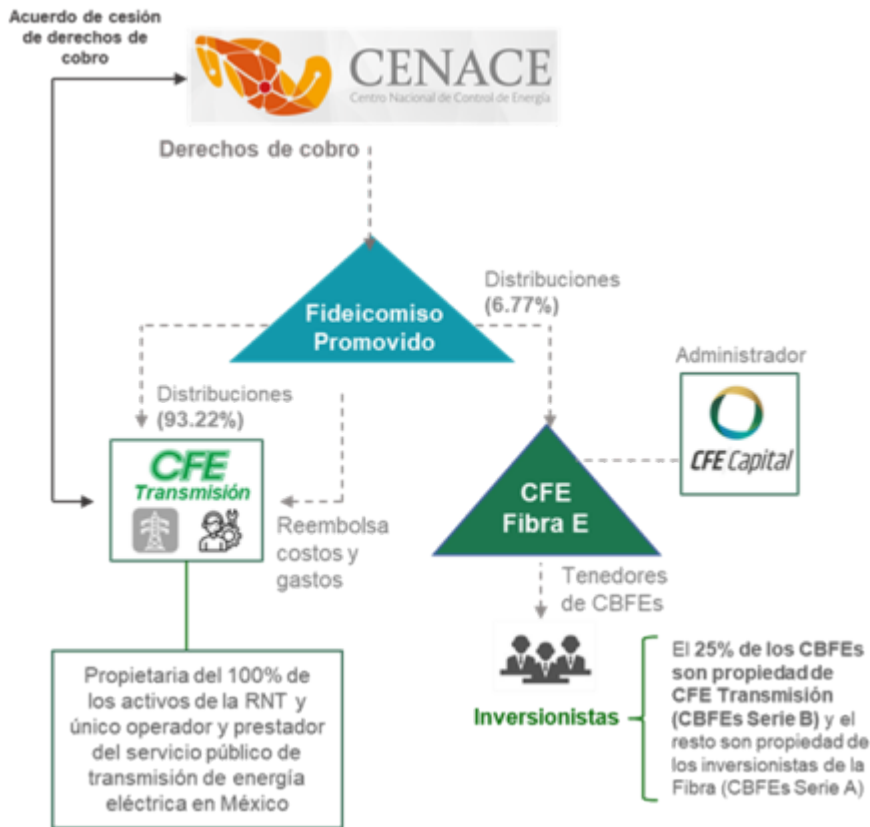 Acuerdo de cesión
de derechos de
cobro
CENACE
Centro Nacional de Control de Energía
Derechos de cobro
Fideicomiso
Promovido
Distribuciones
(6.77%)
Administrador
CFE Capital
Distribuciones
(93.22%)
CFE
Transmisión
Reembolsa
costos y
gastos
CFE
Fibra E
Tenedores
de CBFEs
Inversionistas
El 25% de los CBFEs
son propiedad de
CFE Transmisión
(CBFEs Serie B) y el
resto son propiedad de
los inversionistas de la
Fibra (CBFEs Serie A)
Propietaria del 100% de
los activos de la RNT y
único operador y prestador
del servicio público de
transmisión de energía
eléctrica en México